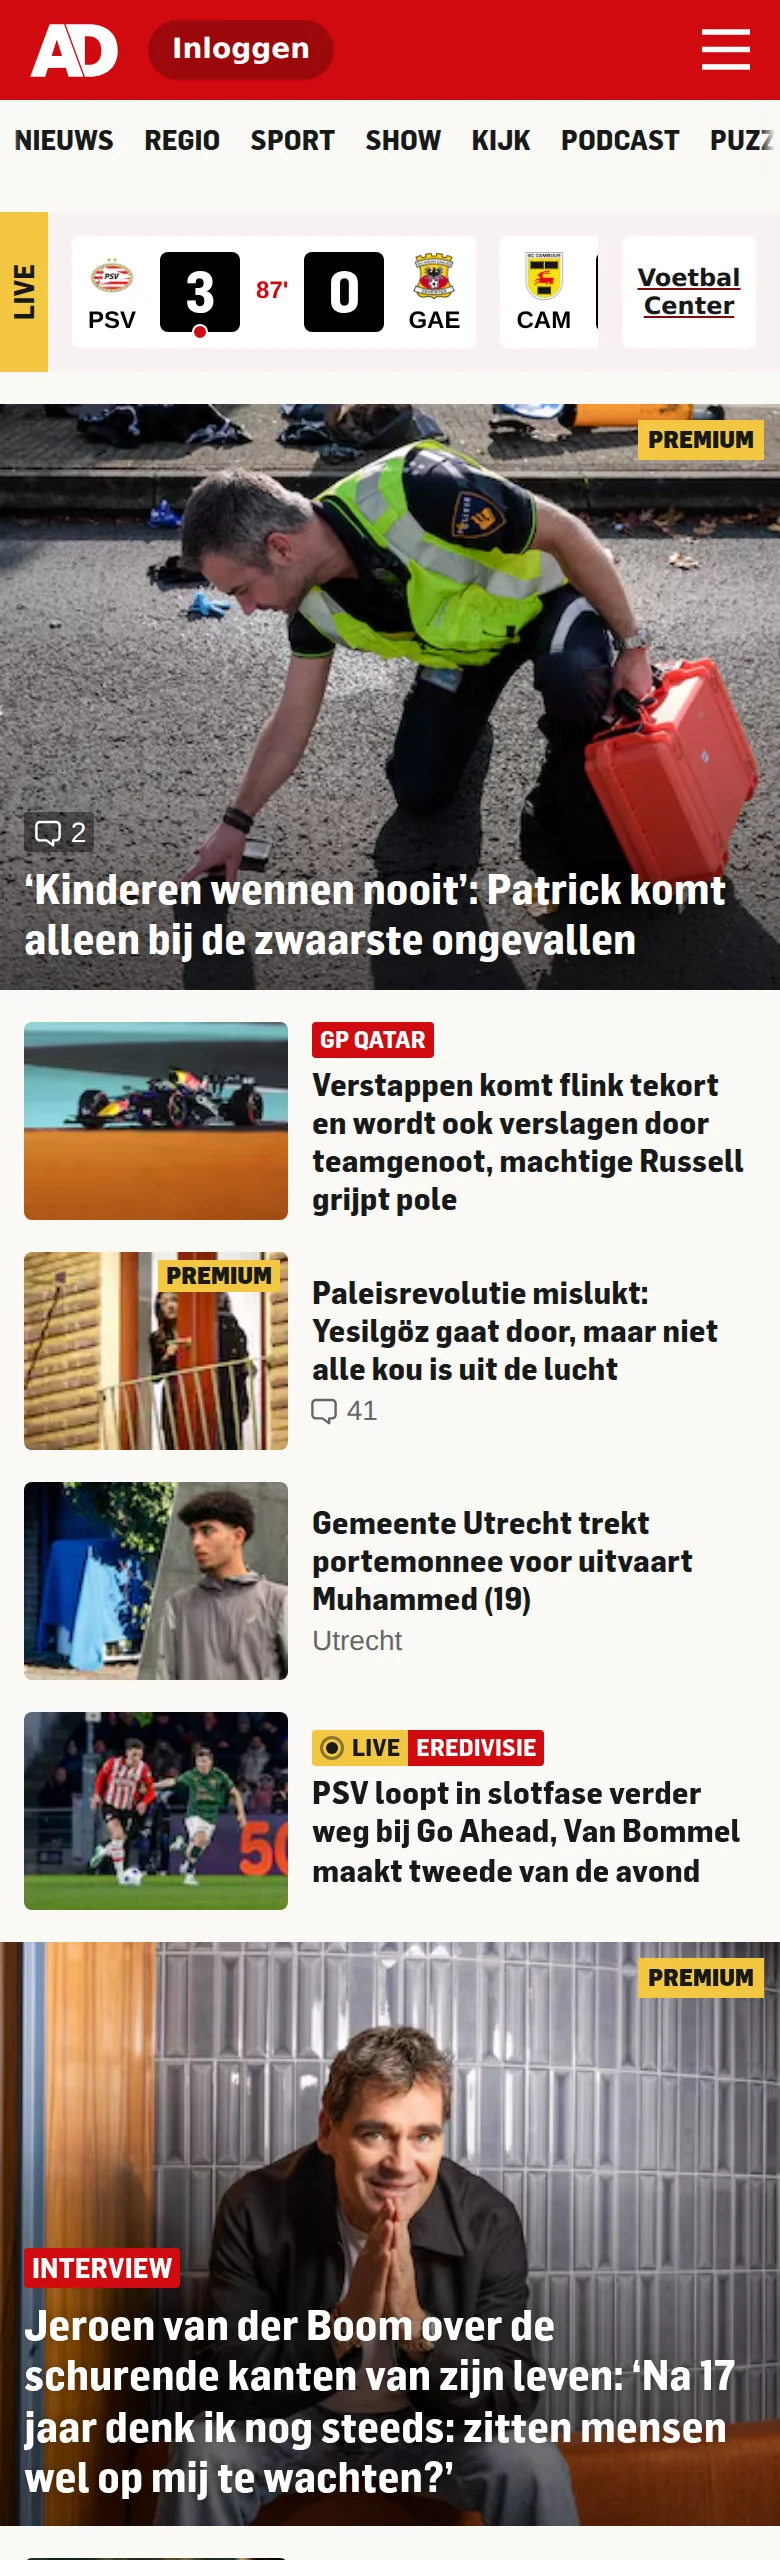 AD
Inloggen
NIEUWS REGIO SPORT SHOW KIJK PODCAST PUZZ
LIVE
PSV
PSV
3
87'
0
GAE
SC CAMBUUR
CAM
Voetbal
Center
PREMIUM
POLITIE
2
‘Kinderen wennen nooit’: Patrick komt
alleen bij de zwaarste ongevallen
GP QATAR
Verstappen komt flink tekort
en wordt ook verslagen door
teamgenoot, machtige Russell
grijpt pole
PREMIUM
Paleisrevolutie mislukt:
Yesilgöz gaat door, maar niet
alle kou is uit de lucht
41
Gemeente Utrecht trekt
portemonnee voor uitvaart
Muhammed (19)
Utrecht
50
LIVE EREDIVISIE
PSV loopt in slotfase verder
weg bij Go Ahead, Van Bommel
maakt tweede van de avond
PREMIUM
INTERVIEW
Jeroen van der Boom over de
schurende kanten van zijn leven: ‘Na 17
jaar denk ik nog steeds: zitten mensen
wel op mij te wachten?’